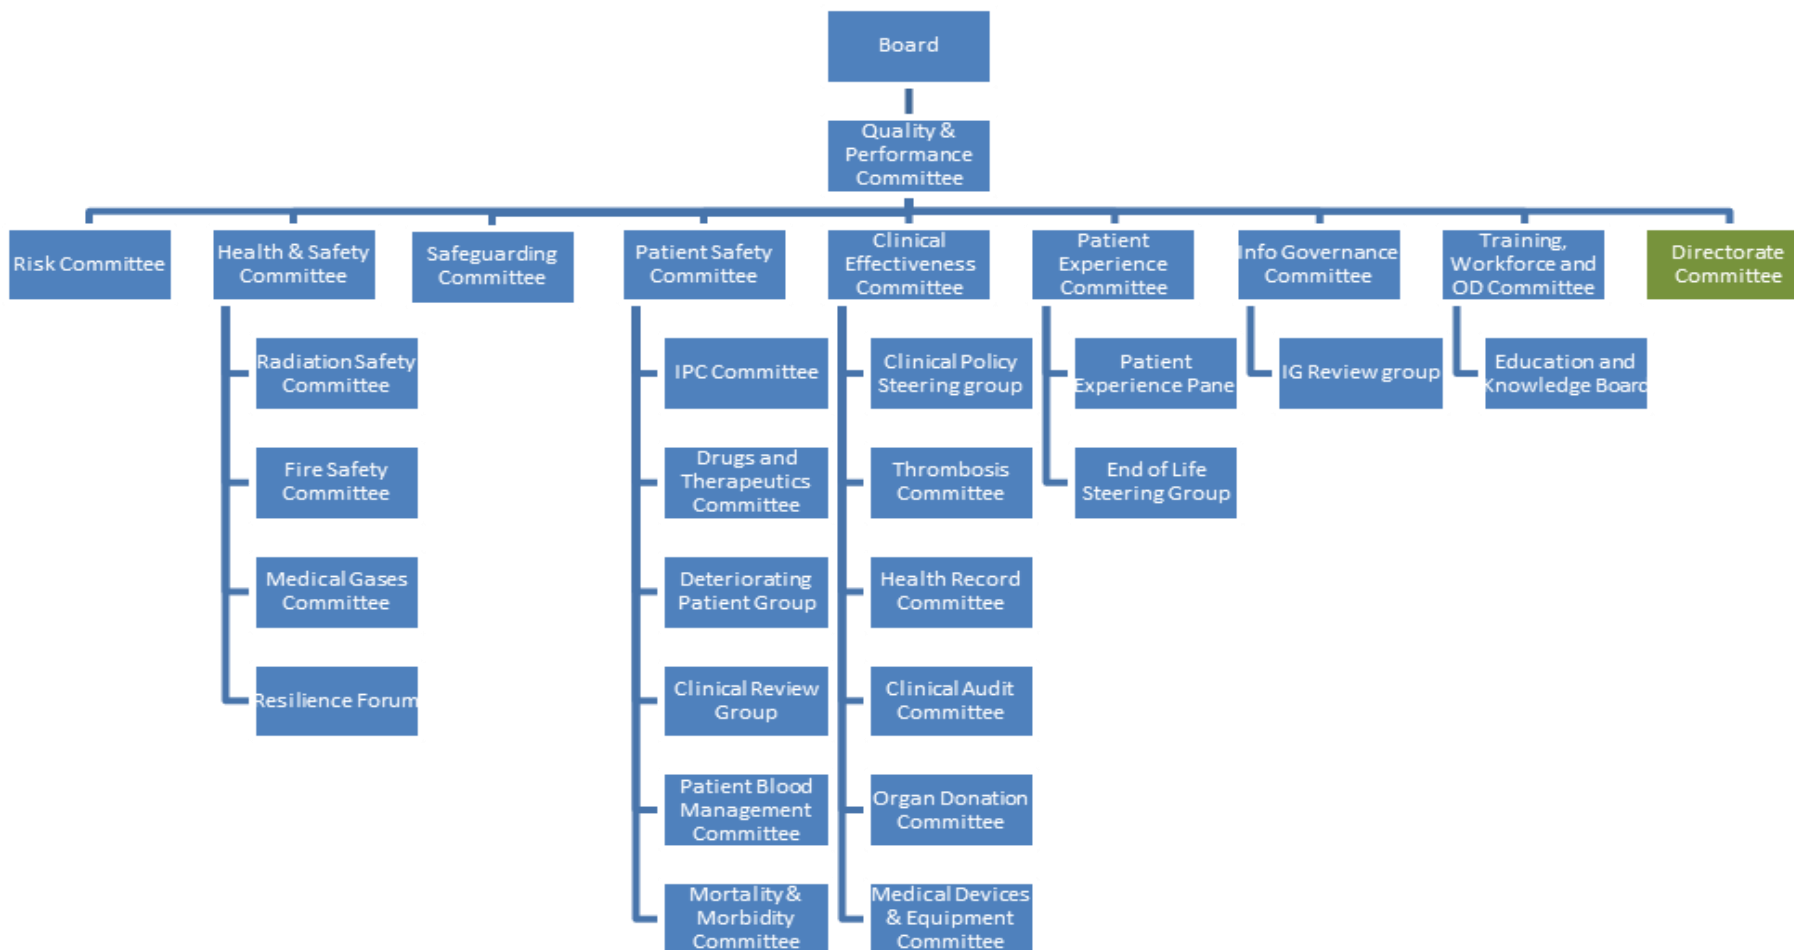 Board
Quality &
Performance
Committee
Risk Committee
Health & Safety
Committee
Safeguarding
Committee
Patient Safety
Committee
Clinical
Effectiveness
Committee
Patient
Experience
Committee
Info Governance
Committee
Training,
Workforce and
OD Committee
Directorate
Committee
Radiation Safety
Committee
Fire Safety
Committee
Medical Gases
Committee
Resilience Forum
IPC Committee
Drugs and
Therapeutics
Committee
Deteriorating
Patient Group
Clinical Review
Group
Patient Blood
Management
Committee
Mortality &
Morbidity
Committee
Clinical Policy
Steering group
Thrombosis
Committee
Health Record
Committee
Clinical Audit
Committee
Organ Donation
Committee
Medical Devices
& Equipment
Committee
Patient
Experience Pane
End of Life
Steering Group
IG Review group
Education and
Knowledge Board